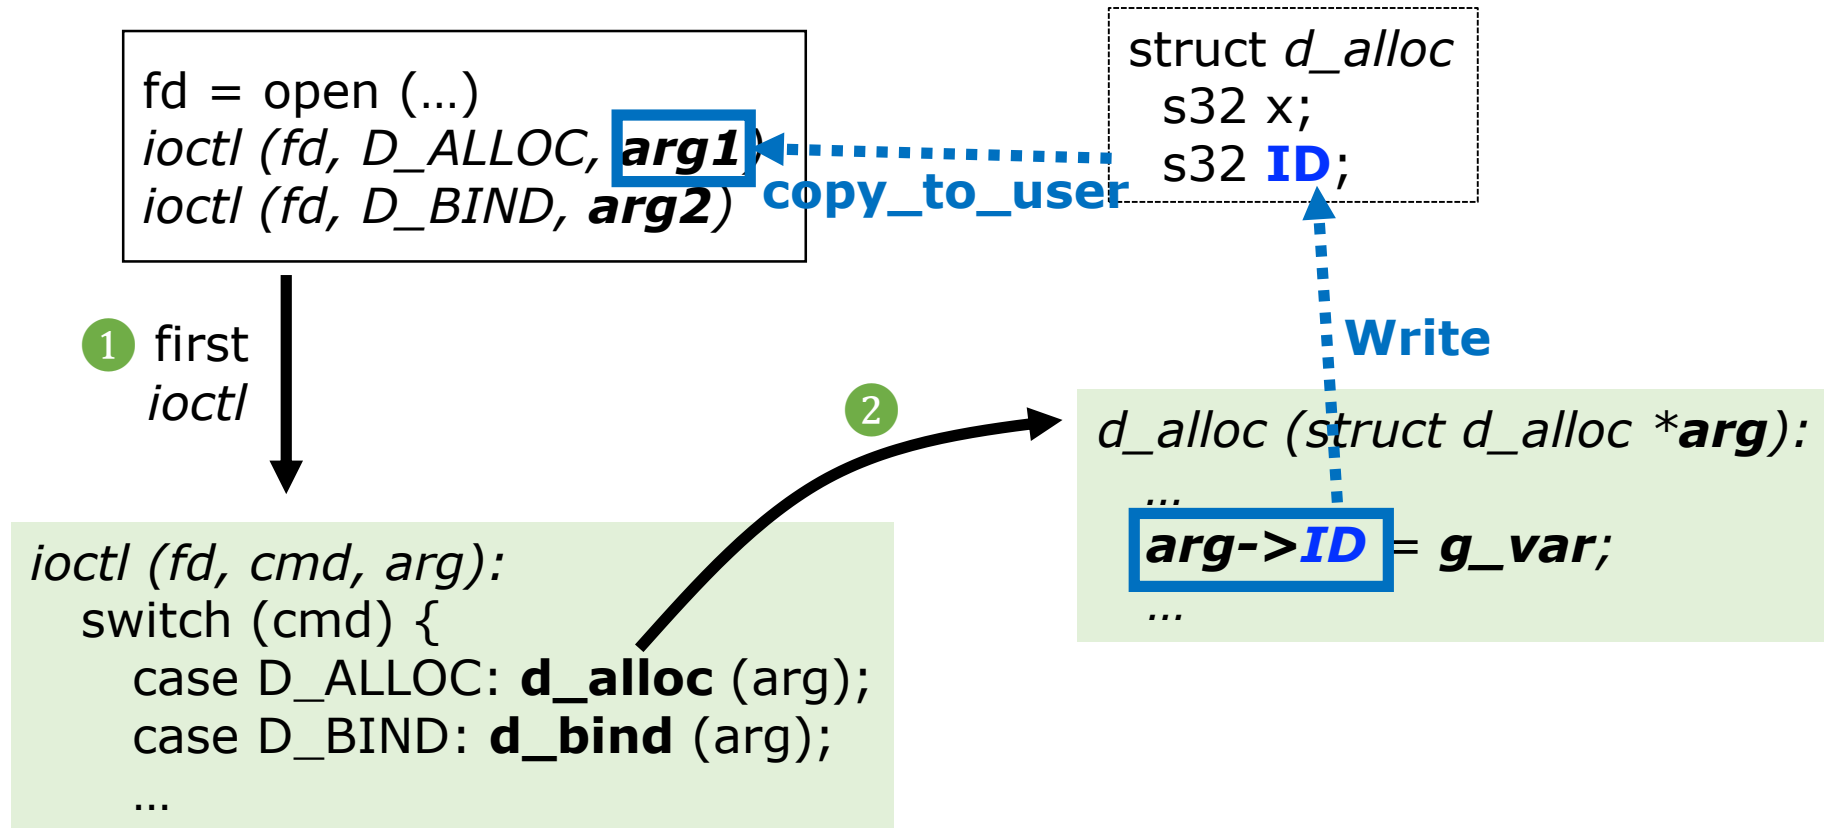 fd = open (…)
ioctl (fd, D_ALLOC, arg1)
ioctl (fd, D_BIND, arg2)
struct d_alloc
s32 x;
s32 ID;
copy_to_user
1 first
ioctl
Write
2
d_alloc (struct d_alloc *arg):
…
arg->ID = g_var;
…
ioctl (fd, cmd, arg):
switch (cmd) {
case D_ALLOC: d_alloc (arg);
case D_BIND: d_bind (arg);
…